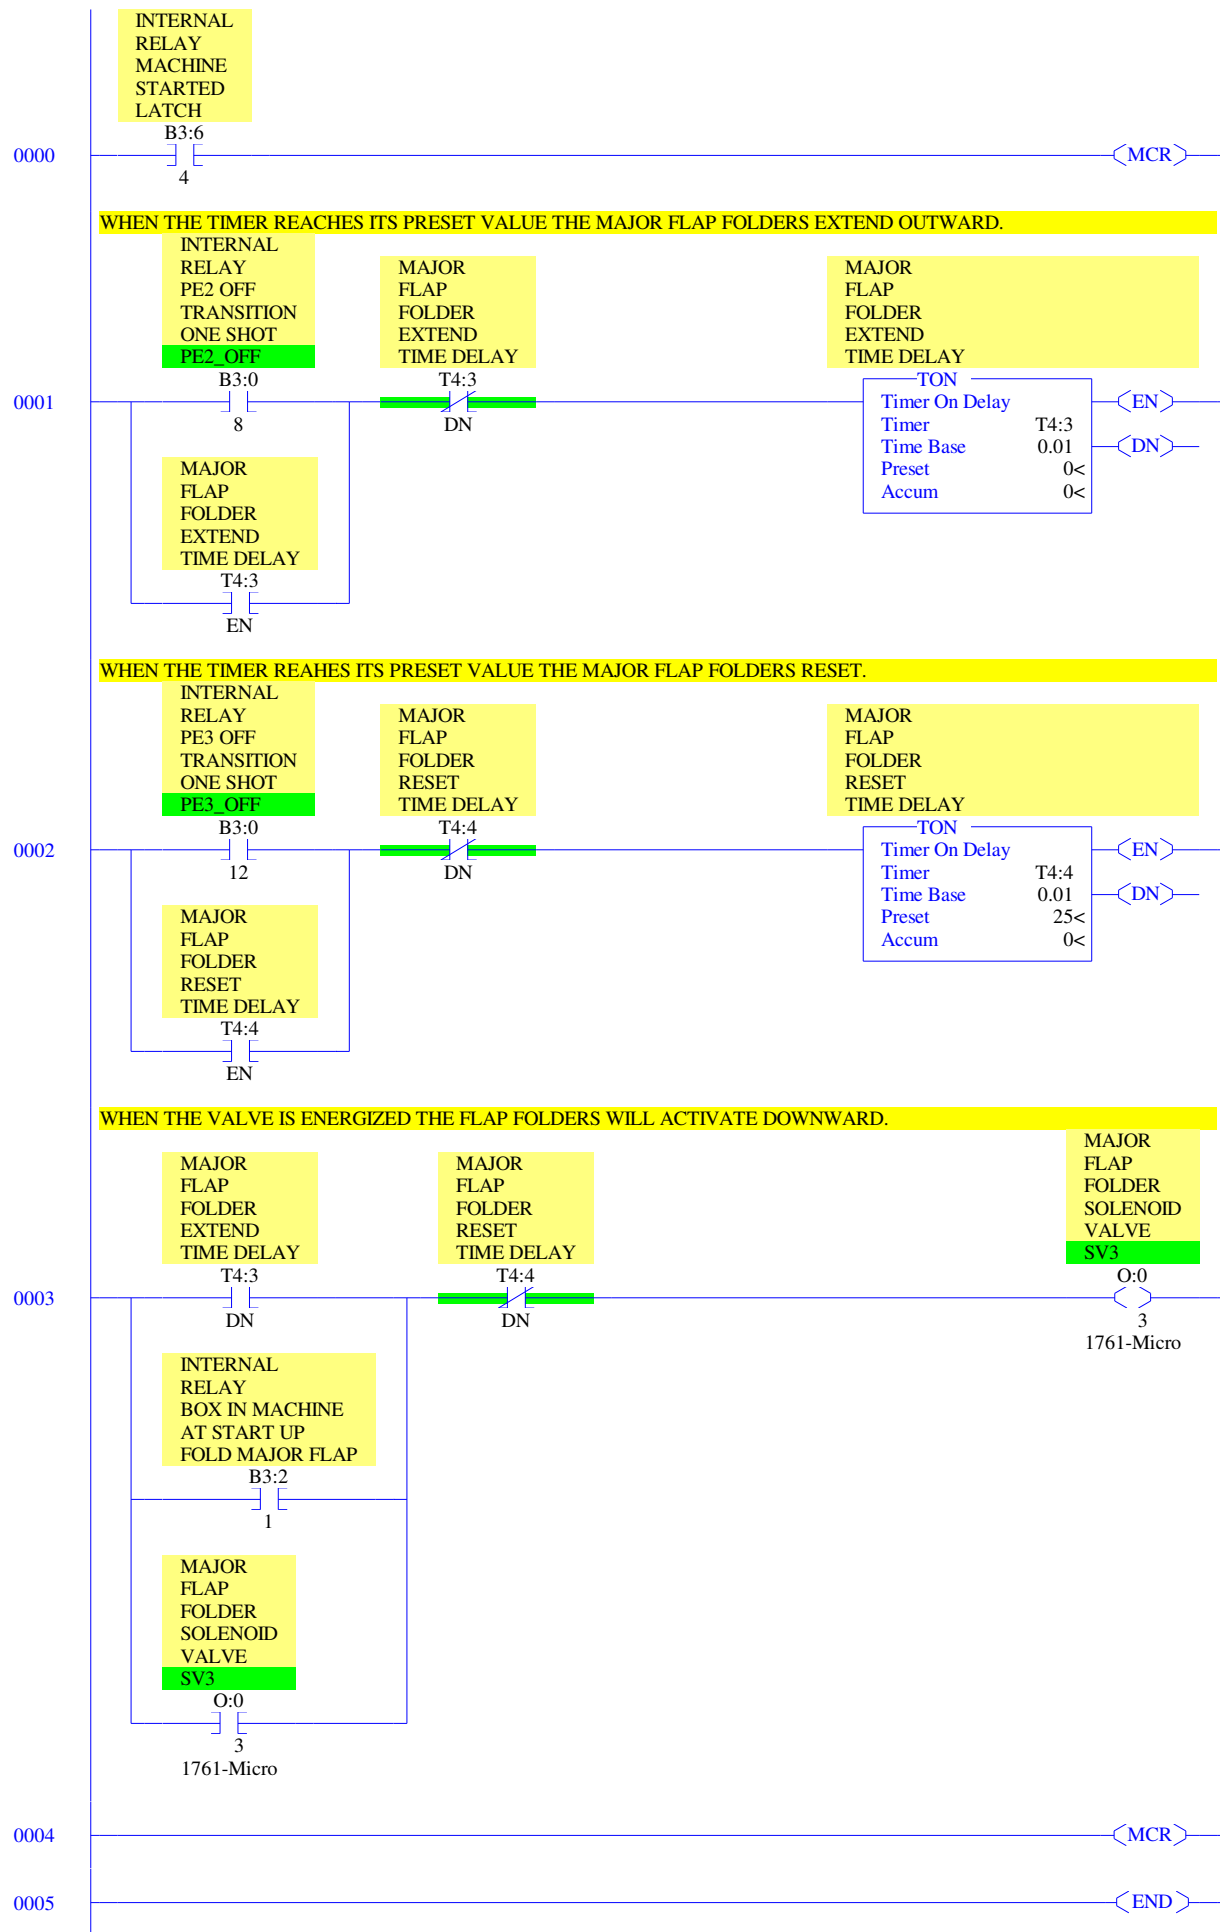 INTERNAL
RELAY
MACHINE
STARTED
LATCH
B3:6
0000
MCR
4
WHEN THE TIMER REACHES ITS PRESET VALUE THE MAJOR FLAP FOLDERS EXTEND OUTWARD.
INTERNAL
RELAY
PE2 OFF
TRANSITION
ONE SHOT
PE2_OFF
B3:0
8
MAJOR
FLAP
FOLDER
EXTEND
TIME DELAY
T4:3
DN
MAJOR
FLAP
FOLDER
EXTEND
TIME DELAY
0001
TON
Timer On Delay
Timer T4:3
Time Base 0.01
Preset 0<
Accum 0<
EN
DN
MAJOR
FLAP
FOLDER
EXTEND
TIME DELAY
T4:3
EN
WHEN THE TIMER REAHES ITS PRESET VALUE THE MAJOR FLAP FOLDERS RESET.
INTERNAL
RELAY
PE3 OFF
TRANSITION
ONE SHOT
PE3_OFF
B3:0
12
MAJOR
FLAP
FOLDER
RESET
TIME DELAY
T4:4
DN
MAJOR
FLAP
FOLDER
RESET
TIME DELAY
0002
TON
Timer On Delay
Timer T4:4
Time Base 0.01
Preset 25<
Accum 0<
EN
DN
MAJOR
FLAP
FOLDER
RESET
TIME DELAY
T4:4
EN
WHEN THE VALVE IS ENERGIZED THE FLAP FOLDERS WILL ACTIVATE DOWNWARD.
MAJOR
FLAP
FOLDER
EXTEND
TIME DELAY
T4:3
DN
MAJOR
FLAP
FOLDER
RESET
TIME DELAY
T4:4
DN
MAJOR
FLAP
FOLDER
SOLENOID
VALVE
SV3
O:0
3
1761-Micro
0003
INTERNAL
RELAY
BOX IN MACHINE
AT START UP
FOLD MAJOR FLAP
B3:2
1
MAJOR
FLAP
FOLDER
SOLENOID
VALVE
SV3
O:0
3
1761-Micro
0004
MCR
0005
END